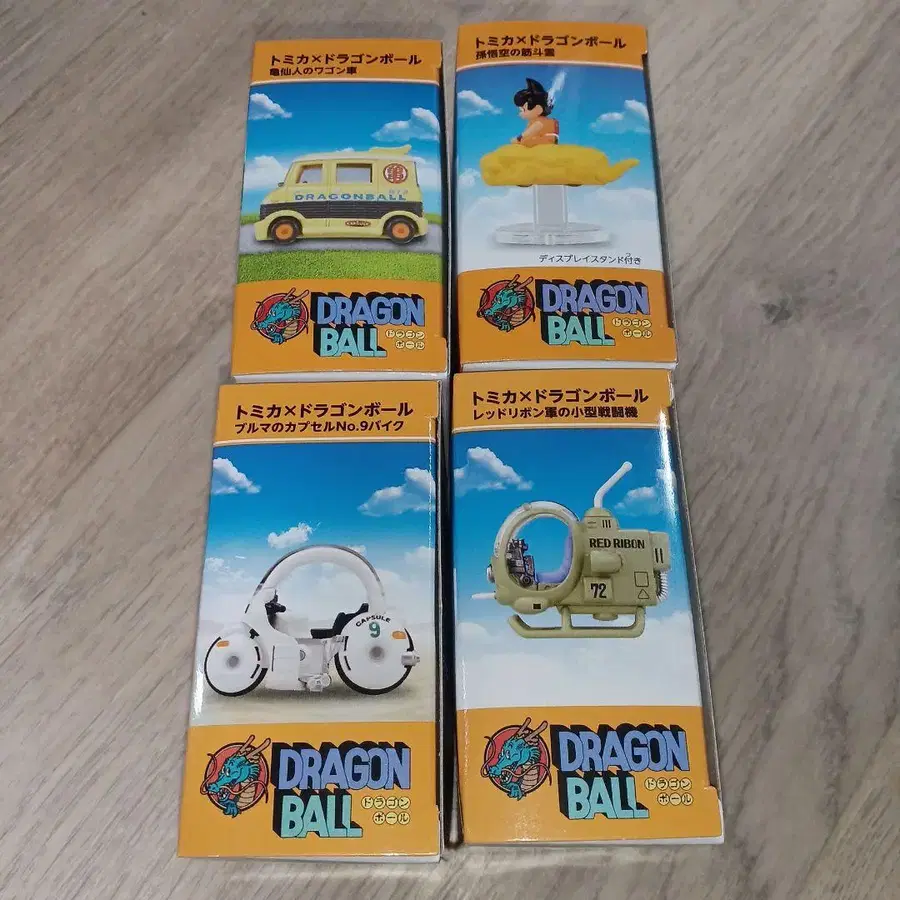 トミカ×ドラゴンボール
亀仙人のワゴン車
DRAGONBALL
DRAGON
BALL
ドラゴン
ボール
トミカ×ドラゴンボール
孫悟空の筋斗雲
ディスプレイスタンド付き
DRAGON
BALL
ドラゴン
ボール
トミカ×ドラゴンボール
ブルマのカプセルNo.9バイク
CAPSULE
9
DRAGON
BALL
ドラゴン
ボール
トミカ×ドラゴンボール
レッドリボン軍の小型戦闘機
RED RIBON
72
DRAGON
BALL
ドラゴン
ボール